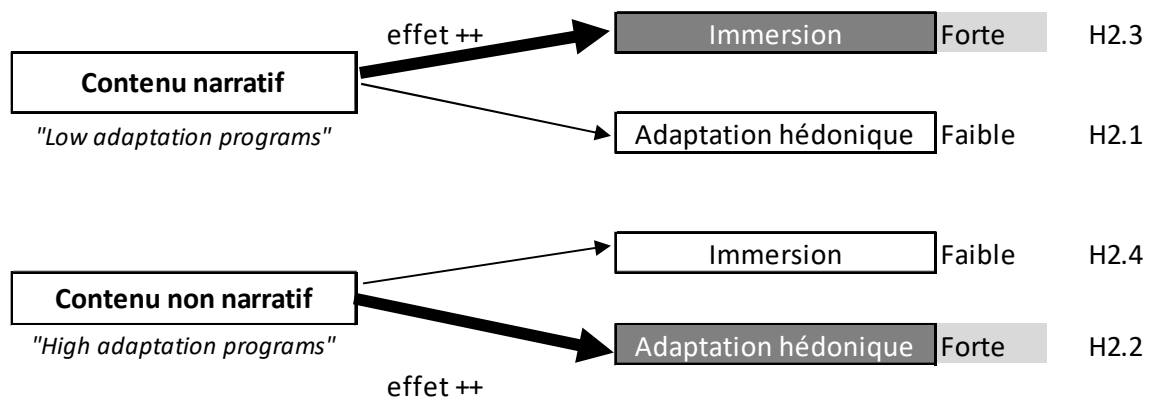 effet ++
Immersion Forte H2.3
Contenu narratif
"Low adaptation programs"
Adaptation hédonique Faible H2.1
Immersion Faible H2.4
Contenu non narratif
"High adaptation programs"
Adaptation hédonique Forte H2.2
effet ++